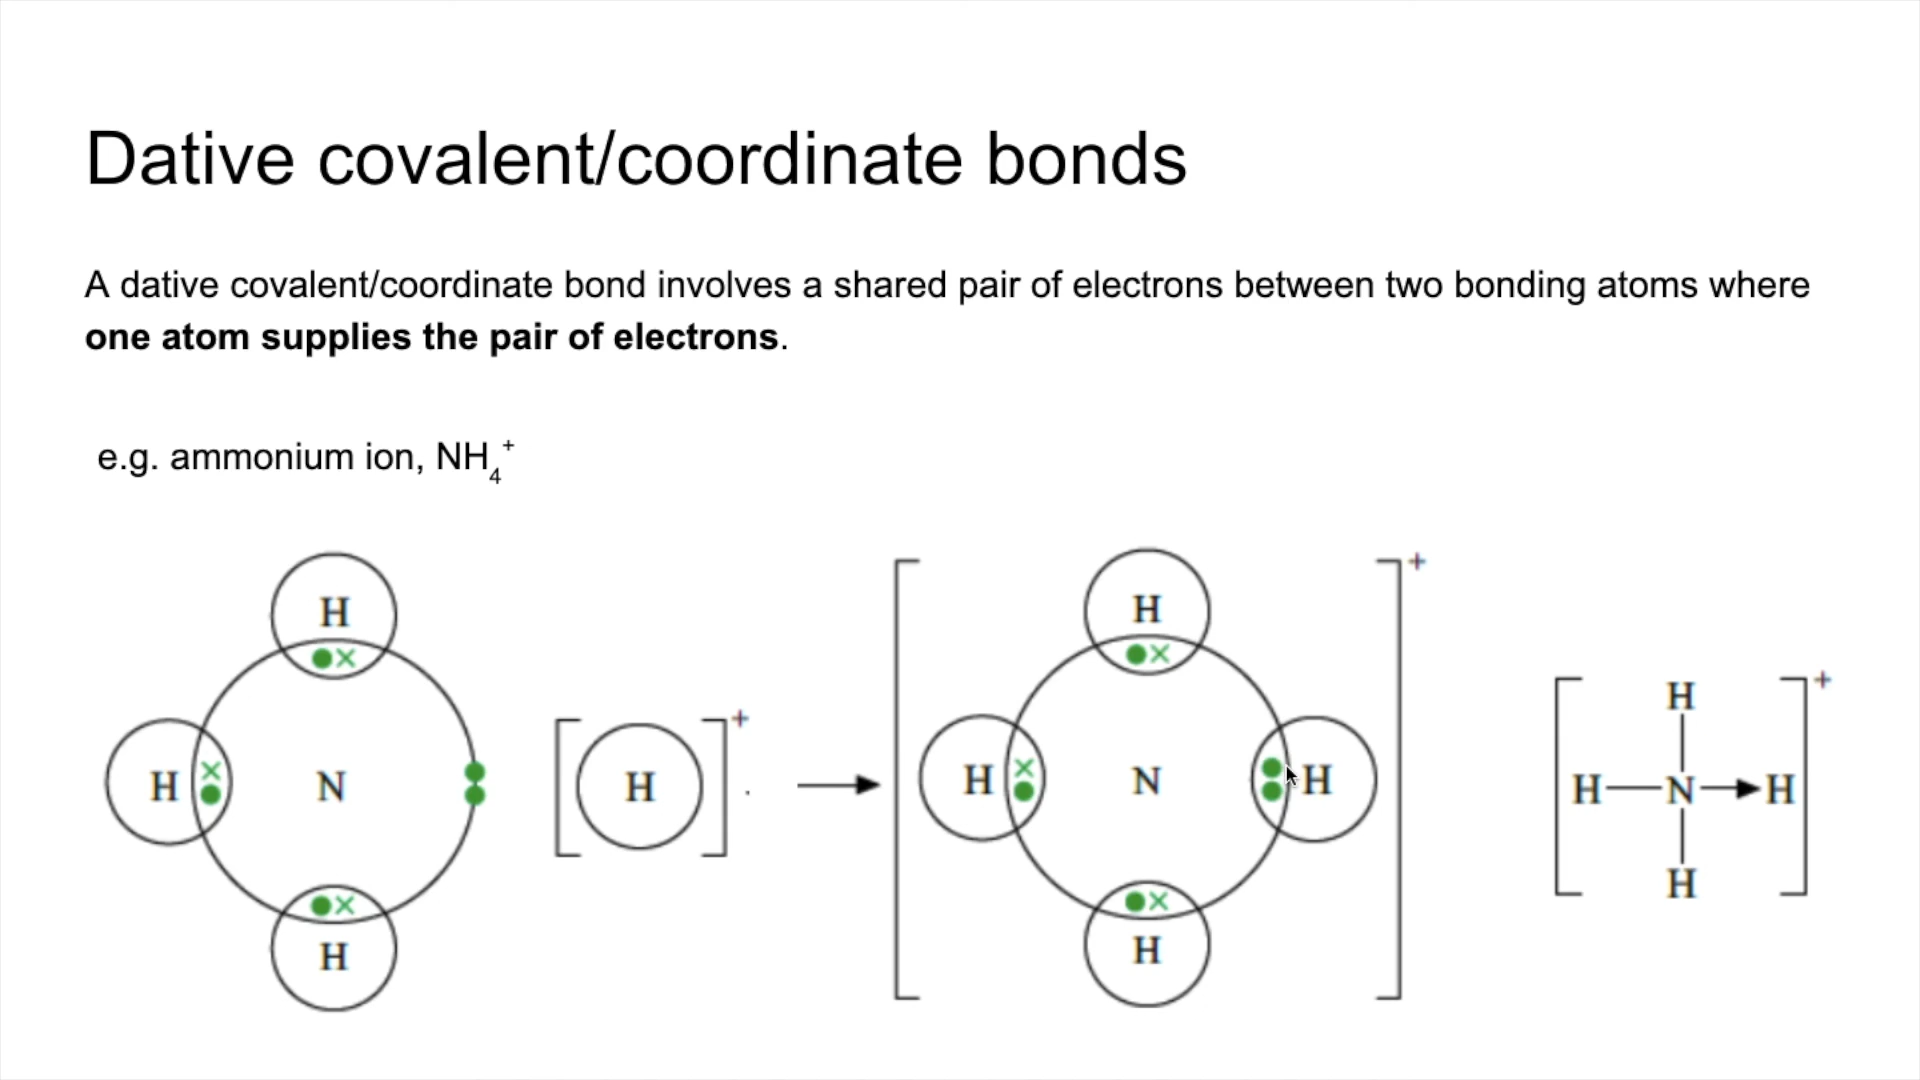 Dative covalent/coordinate bonds
A dative covalent/coordinate bond involves a shared pair of electrons between two bonding atoms where
one atom supplies the pair of electrons.
e.g. ammonium ion, NH₄⁺
H
H N
H
[H]⁺
H
H N H
H
+
H
H N H
H
+